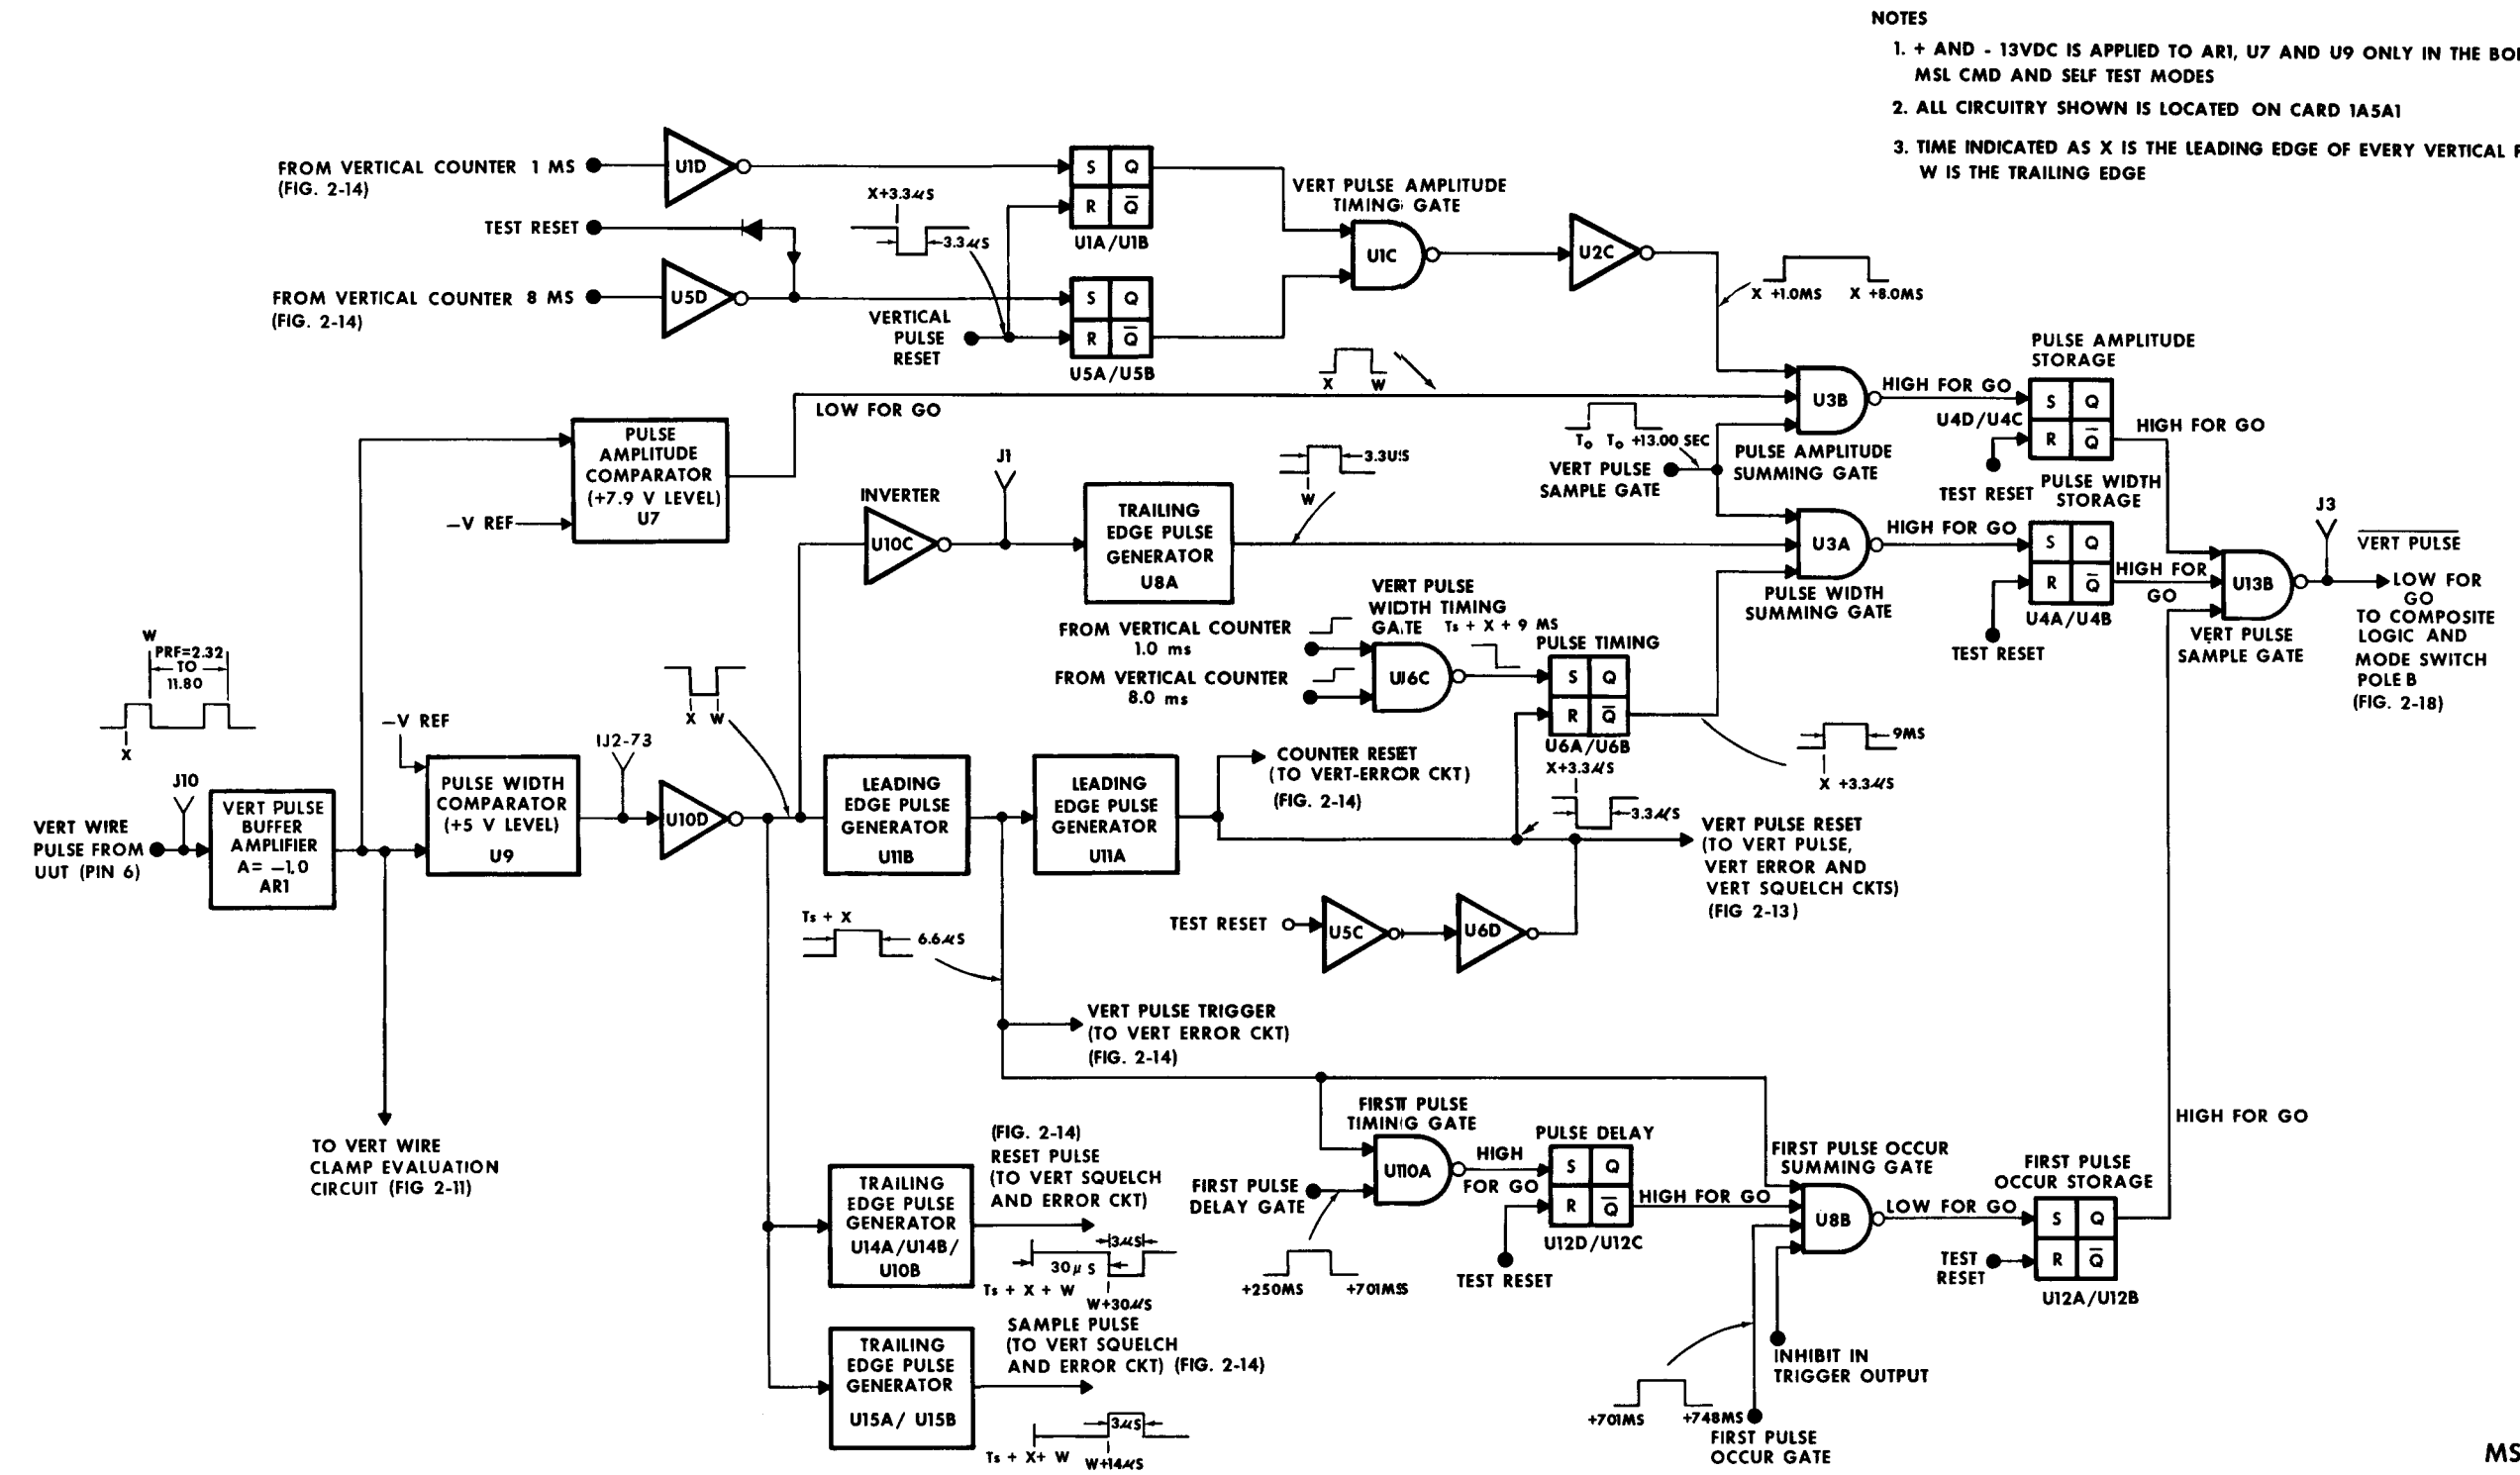 NOTES
1. + AND - 13VDC IS APPLIED TO AR1, U7 AND U9 ONLY IN THE
MSL CMD AND SELF TEST MODES
2. ALL CIRCUITRY SHOWN IS LOCATED ON CARD 1A5A1
3. TIME INDICATED AS X IS THE LEADING EDGE OF EVERY VERTICAL
W IS THE TRAILING EDGE
FROM VERTICAL COUNTER 1 MS
(FIG. 2-14)
U1D
TEST RESET
FROM VERTICAL COUNTER 8 MS
(FIG. 2-14)
U5D
X+3.3µS
3.3µS
VERTICAL
PULSE
RESET
S Q
R Q̅
U1A/U1B
S Q
R Q̅
U5A/U5B
VERT PULSE AMPLITUDE
TIMING GATE
U1C
U2C
X +1.0MS X +8.0MS
X W
LOW FOR GO
PULSE
AMPLITUDE
COMPARATOR
(+7.9 V LEVEL)
U7
—V REF
T₀ T₀ +13.00 SEC
VERT PULSE
SAMPLE GATE
U3B
PULSE AMPLITUDE
SUMMING GATE
HIGH FOR GO
PULSE AMPLITUDE
STORAGE
S Q
R Q̅
U4D/U4C
HIGH FOR GO
TEST RESET
INVERTER
U10C
J1
TRAILING
EDGE PULSE
GENERATOR
U8A
3.3U'S
W
U3A
PULSE WIDTH
SUMMING GATE
HIGH FOR GO
PULSE WIDTH
STORAGE
S Q
R Q̅
U4A/U4B
HIGH FOR
GO
TEST RESET
U13B
VERT PULSE
SAMPLE GATE
J3
V̅E̅R̅T̅ P̅U̅L̅S̅E̅
LOW FOR
GO
TO COMPOSITE
LOGIC AND
MODE SWITCH
POLE B
(FIG. 2-18)
VERT PULSE
WIDTH TIMING
GATE
FROM VERTICAL COUNTER
1.0 ms
FROM VERTICAL COUNTER
8.0 ms
U16C
Ts + X + 9 MS
PULSE TIMING
S Q
R Q̅
U6A/U6B
9MS
X +3.3µS
W
PRF=2.32
TO
11.80
X
J10
VERT WIRE
PULSE FROM
UUT (PIN 6)
VERT PULSE
BUFFER
AMPLIFIER
A= —1.0
AR1
—V REF
PULSE WIDTH
COMPARATOR
(+5 V LEVEL)
U9
IJ2-73
U10D
X W
LEADING
EDGE PULSE
GENERATOR
U11B
LEADING
EDGE PULSE
GENERATOR
U11A
COUNTER RESET
(TO VERT-ERROR CKT)
(FIG. 2-14)
X+3.3µS
3.3µS
VERT PULSE RESET
(TO VERT PULSE,
VERT ERROR AND
VERT SQUELCH CKTS)
(FIG 2-13)
TEST RESET
U5C
U6D
Ts + X
6.6µS
VERT PULSE TRIGGER
(TO VERT ERROR CKT)
(FIG. 2-14)
TO VERT WIRE
CLAMP EVALUATION
CIRCUIT (FIG 2-11)
(FIG. 2-14)
RESET PULSE
(TO VERT SQUELCH
AND ERROR CKT)
TRAILING
EDGE PULSE
GENERATOR
U14A/U14B/
U10B
3µS
30µS
Ts + X + W
W+30µS
SAMPLE PULSE
(TO VERT SQUELCH
AND ERROR CKT) (FIG. 2-14)
TRAILING
EDGE PULSE
GENERATOR
U15A/ U15B
3µS
Ts + X+ W
W+14µS
FIRST PULSE
TIMING GATE
U110A
FIRST PULSE
DELAY GATE
+250MS +701MS
HIGH
FOR GO
PULSE DELAY
S Q
R Q̅
U12D/U12C
TEST RESET
HIGH FOR GO
FIRST PULSE OCCUR
SUMMING GATE
U8B
INHIBIT IN
TRIGGER OUTPUT
+701MS +748MS
FIRST PULSE
OCCUR GATE
LOW FOR GO
FIRST PULSE
OCCUR STORAGE
S Q
R Q̅
U12A/U12B
TEST
RESET
HIGH FOR GO
MS